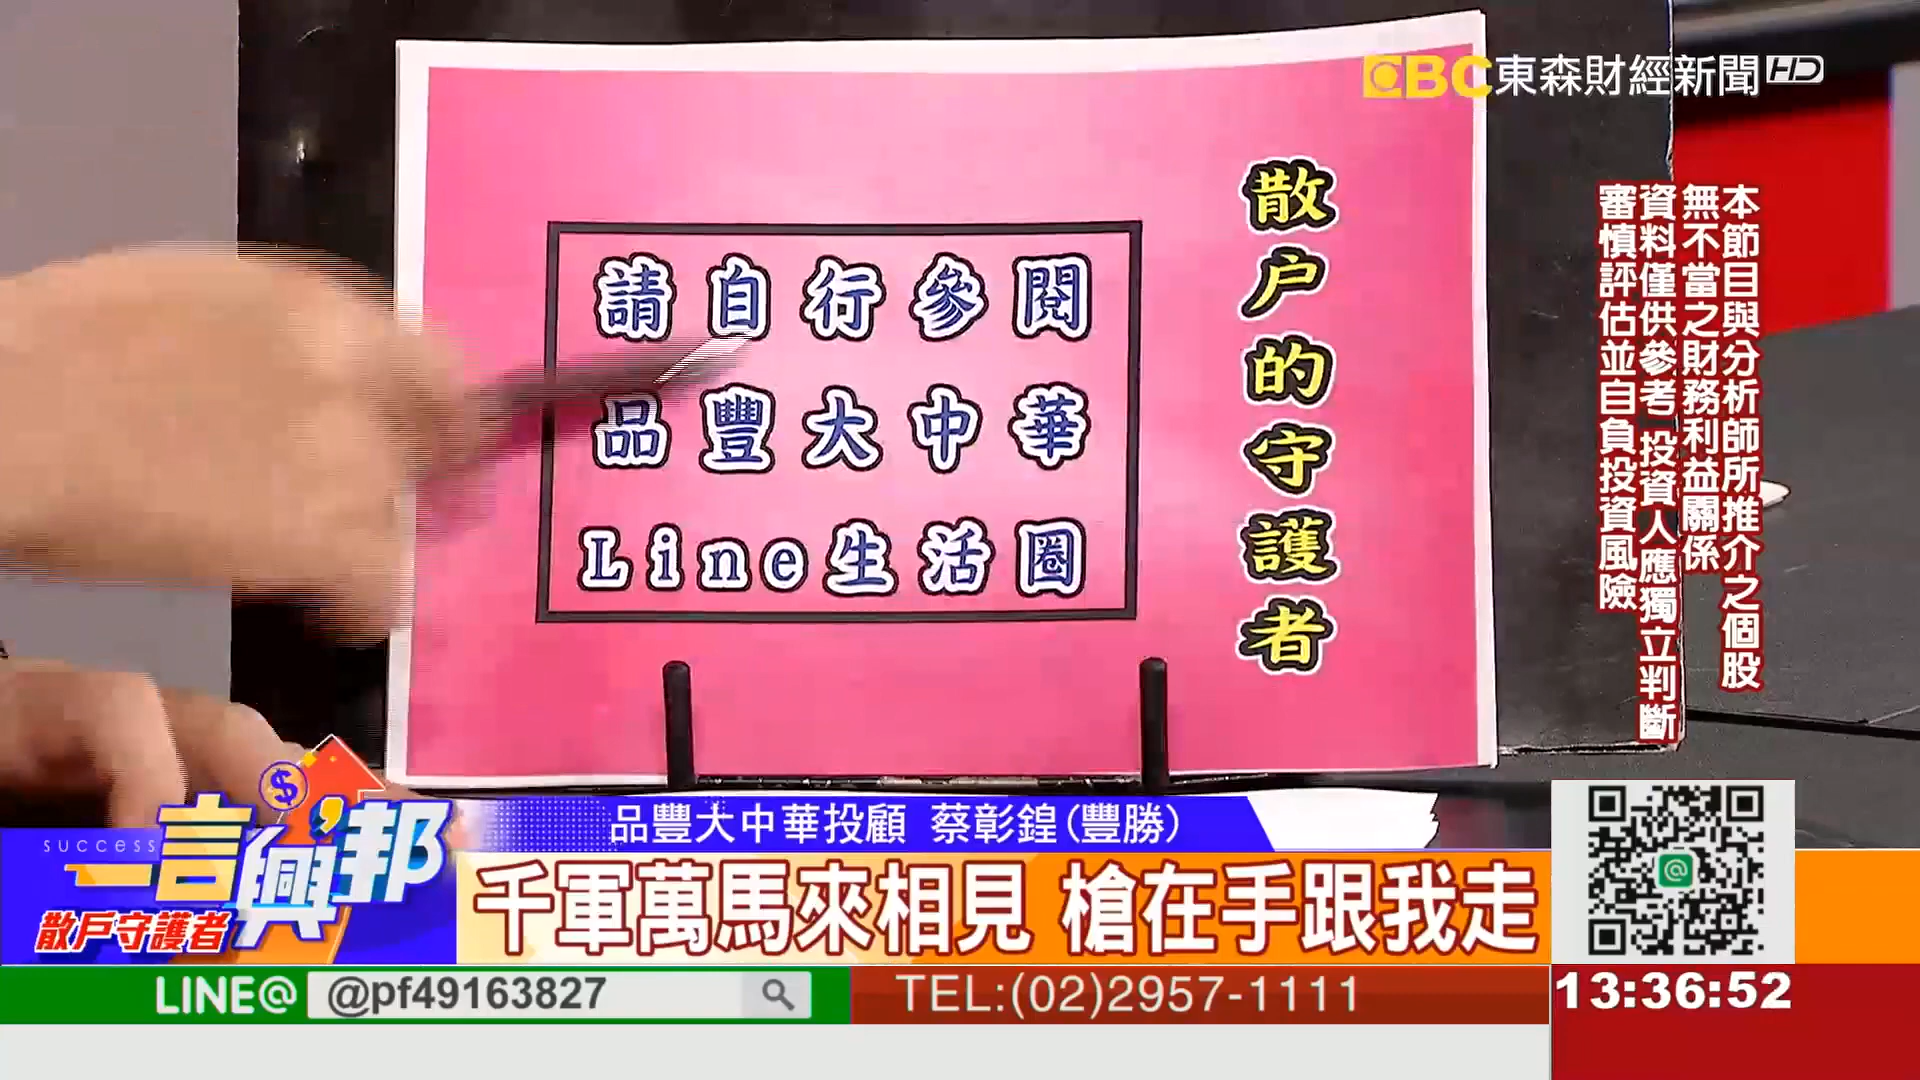 EBC東森財經新聞HD
散户的守護者
請自行參閱
品豐大中華
Line生活圈
本節目與分析師所推介之個股
無不當之財務利益關係
資料僅供參考 投資人應獨立判斷
審慎評估並自負投資風險
success
一言興邦
散戶守護者
品豐大中華投顧 蔡彰鍠(豐勝)
千軍萬馬來相見 槍在手跟我走
LINE@ @pf49163827
TEL:(02)2957-1111
13:36:52